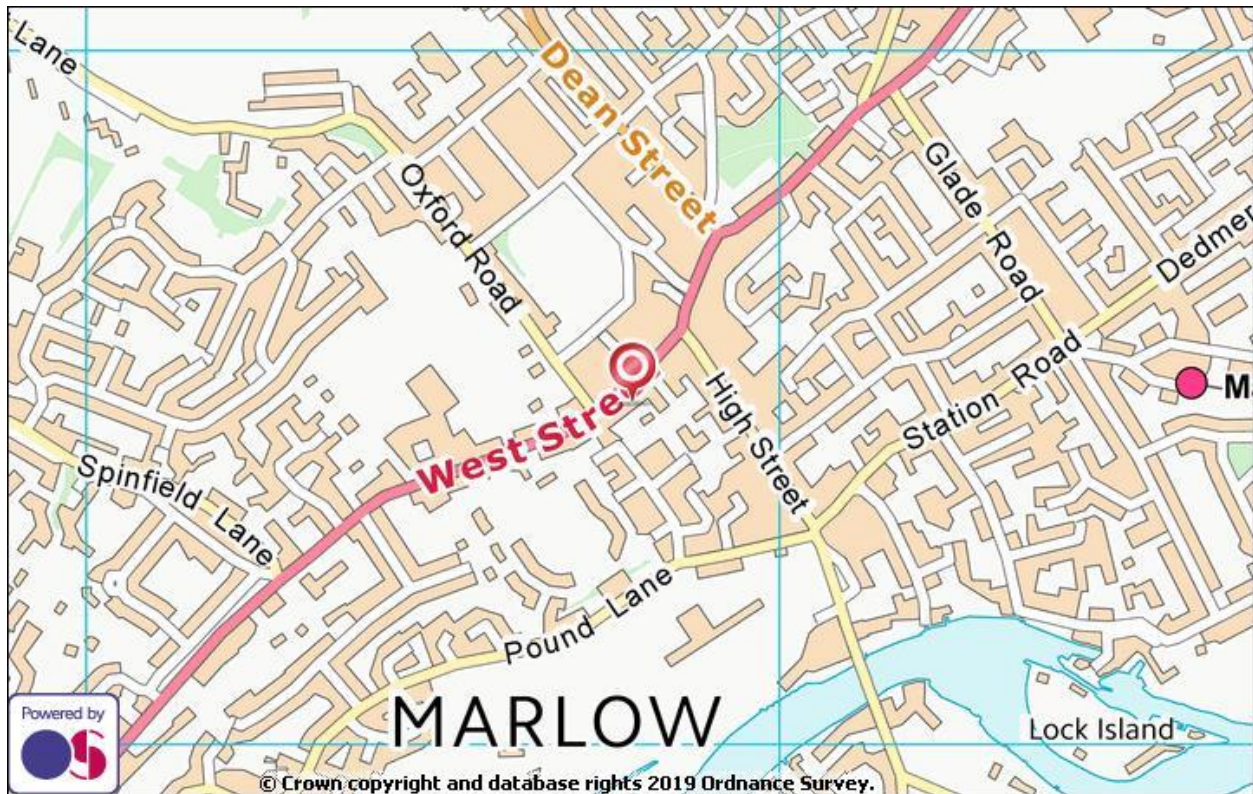 Lane
Dean Street
Oxford Road
Glade Road
Dedmer
Station Road
High Street
West Stre
Spinfield Lane
Pound Lane
MARLOW
Lock Island
Powered by
OS
© Crown copyright and database rights 2019 Ordnance Survey.